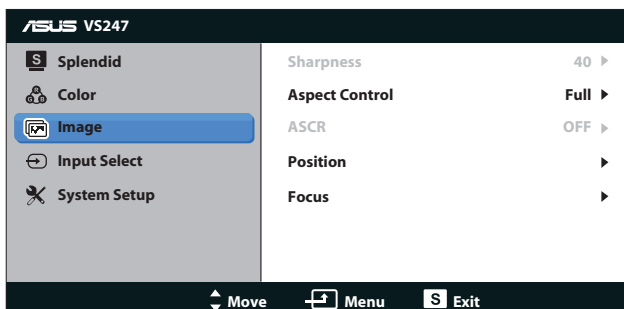 ASUS VS247
S Splendid
Color
Image
Input Select
System Setup
Sharpness 40
Aspect Control Full
ASCR OFF
Position
Focus
Move Menu S Exit